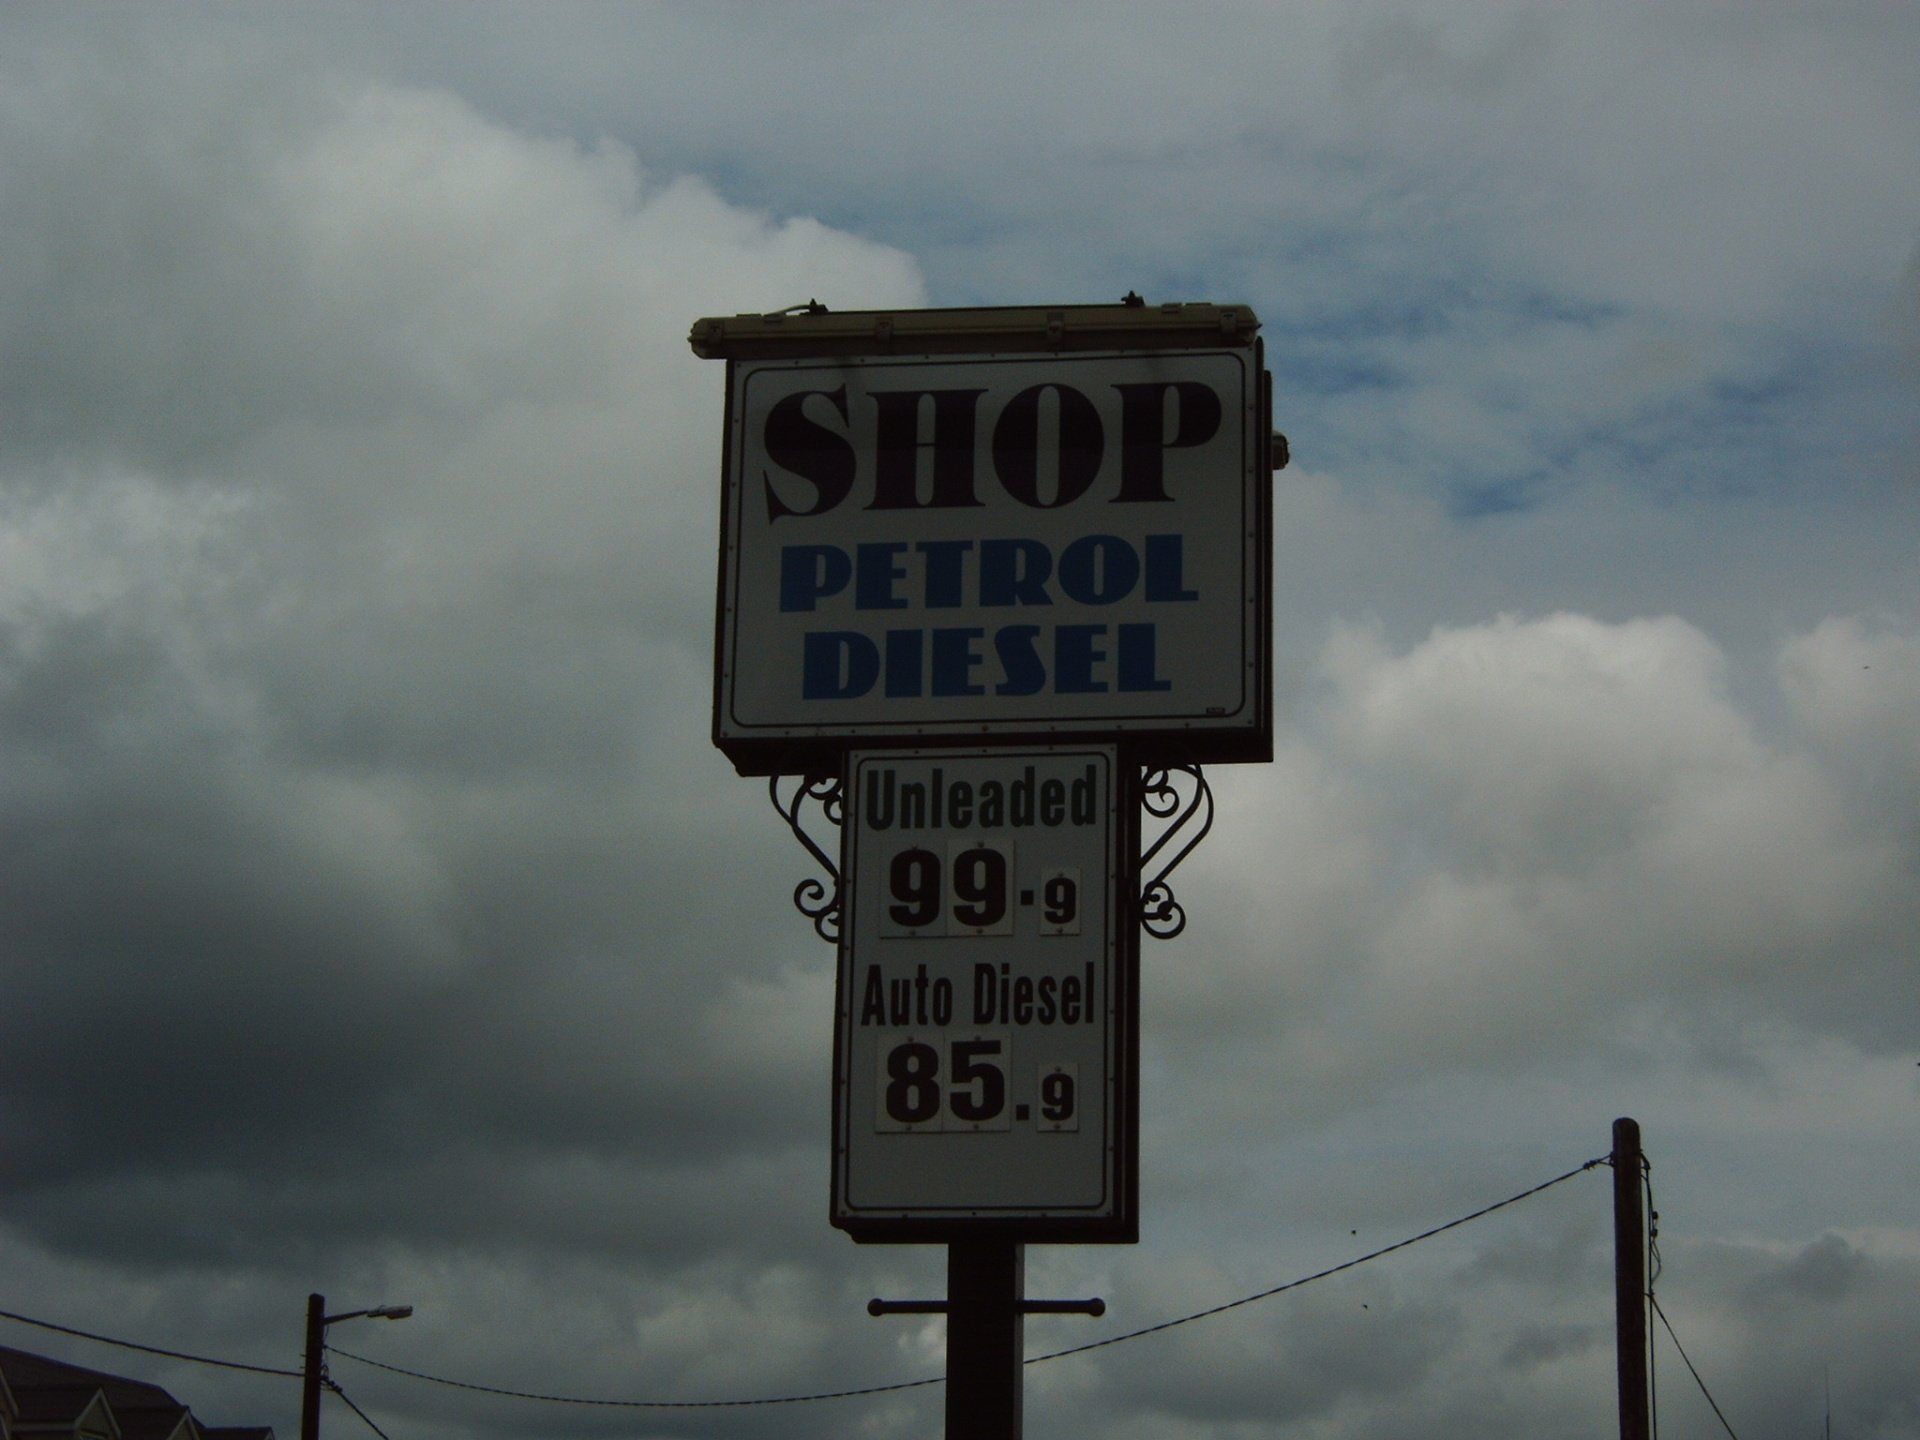 SHOP
PETROL
DIESEL
Unleaded
99.9
Auto Diesel
85.9